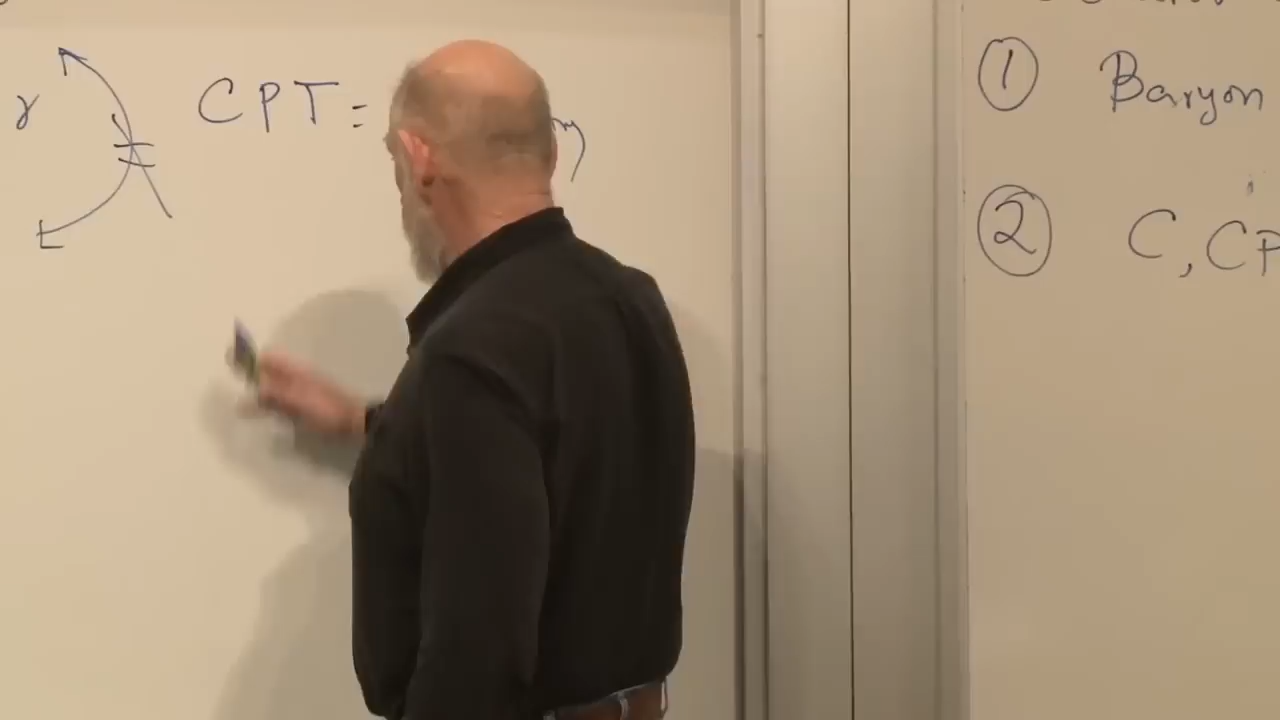 γ CPT =
① Baryon
② C, CP